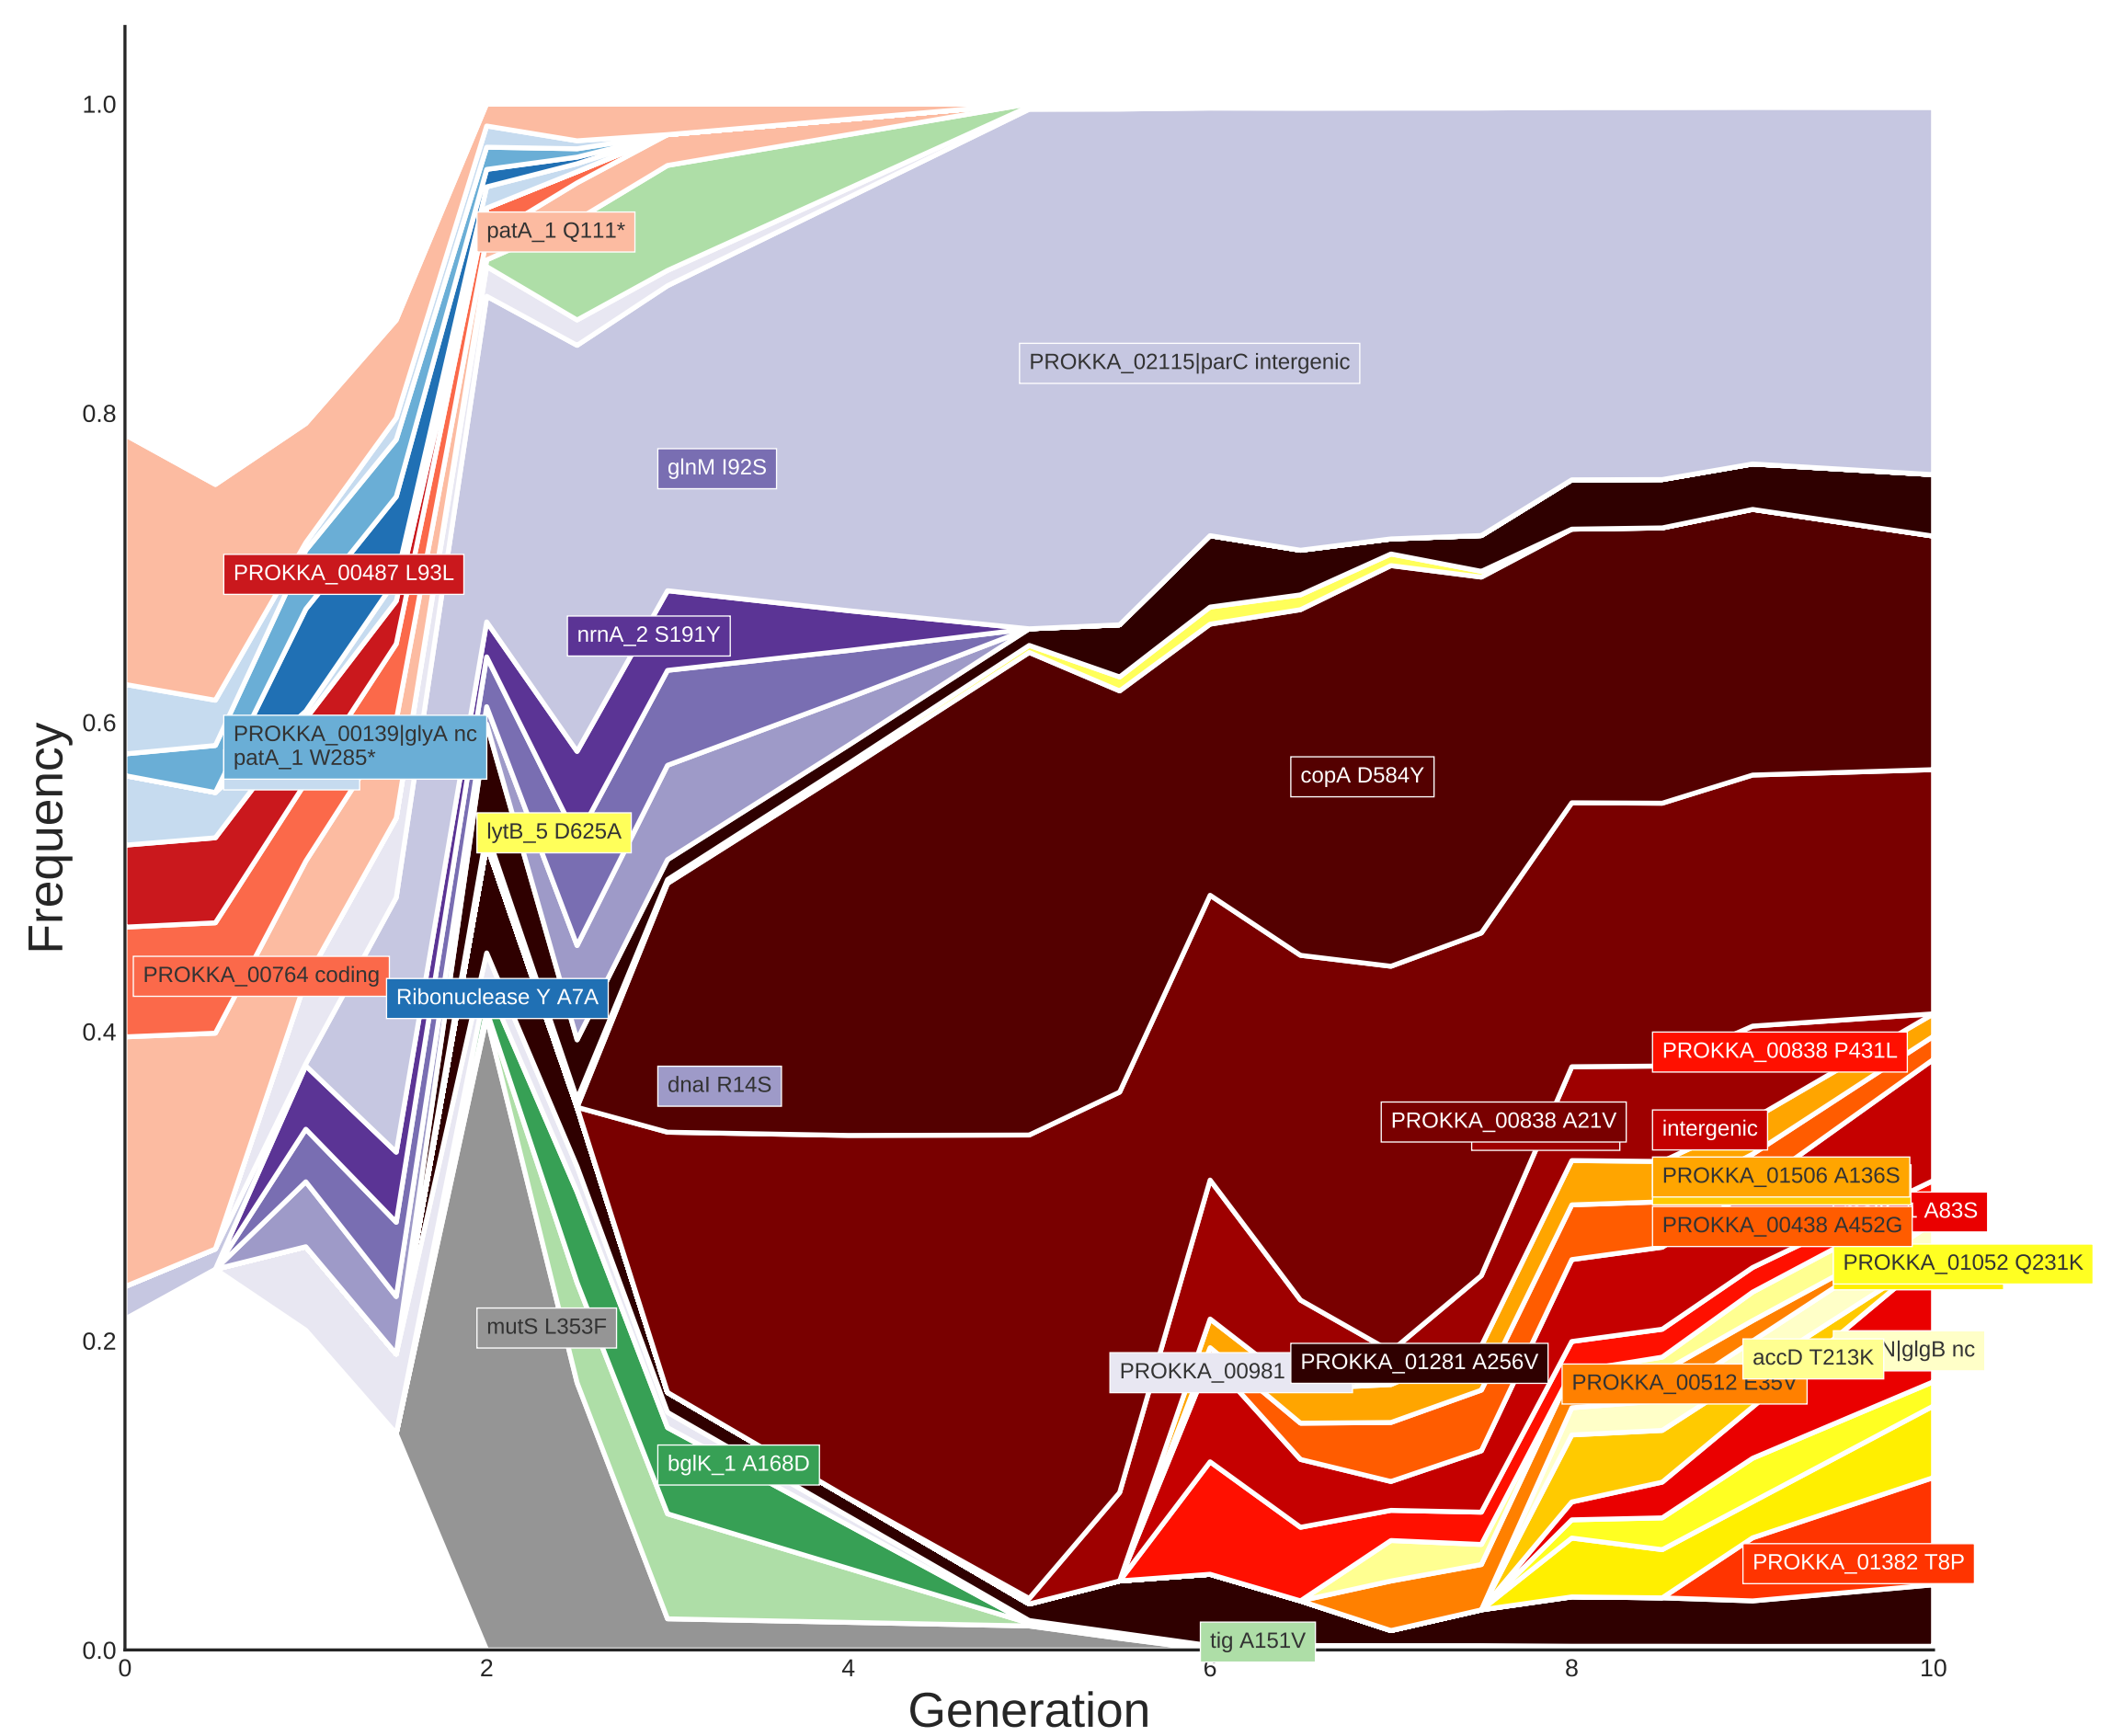 1.0
patA_1 Q111*
PROKKA_02115|parC intergenic
0.8
glnM I92S
PROKKA_00487 L93L
nrnA_2 S191Y
0.6
PROKKA_00139|glyA nc
patA_1 W285*
copA D584Y
lytB_5 D625A
Frequency
PROKKA_00764 coding
Ribonuclease Y A7A
0.4
PROKKA_00838 P431L
dnaI R14S
PROKKA_00838 A21V
intergenic
PROKKA_01506 A136S
A83S
PROKKA_00438 A452G
PROKKA_01052 Q231K
mutS L353F
0.2
N|glgB nc
accD T213K
PROKKA_00981
PROKKA_01281 A256V
PROKKA_00512 E35V
bglK_1 A168D
PROKKA_01382 T8P
tig A151V
0.0
0
2
4
6
8
10
Generation